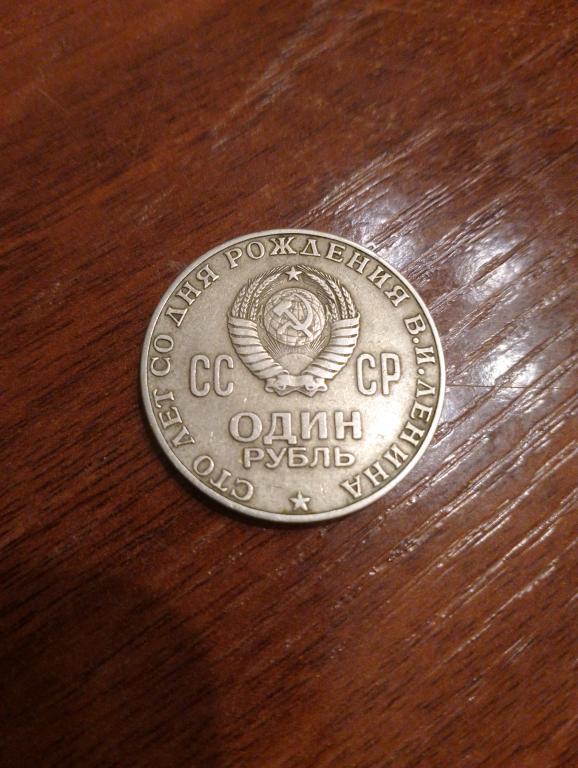 СТО ЛЕТ СО ДНЯ РОЖДЕНИЯ В.И.ЛЕНИНА
СС СР
ОДИН
РУБЛЬ